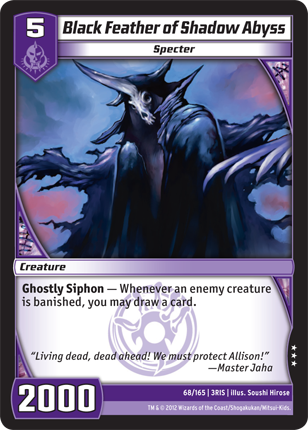 5
Black Feather of Shadow Abyss
Specter
Creature
Ghostly Siphon — Whenever an enemy creature
is banished, you may draw a card.
“Living dead, dead ahead! We must protect Allison!”
—Master Jaha
2000
68/165 | 3RIS | illus. Soushi Hirose
TM & © 2012 Wizards of the Coast/Shogakukan/Mitsui-Kids.